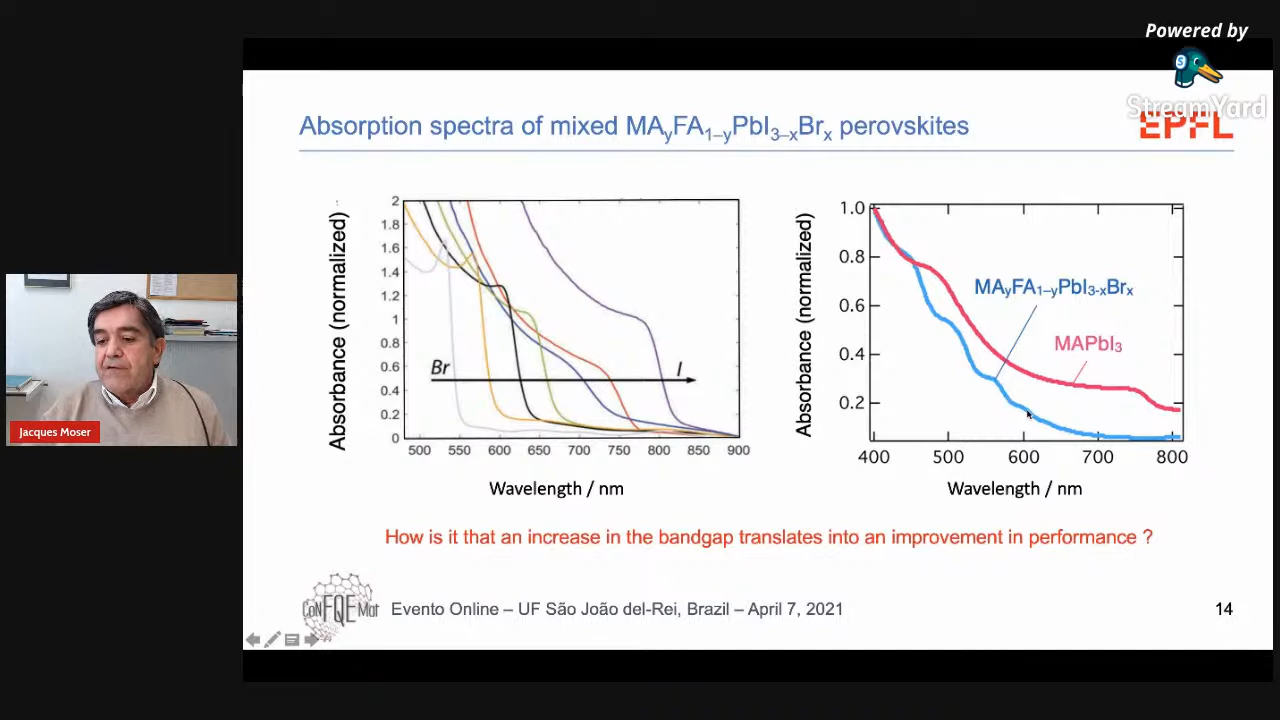 Powered by
S
StreamYard
Absorption spectra of mixed MAyFA1–yPbI3–xBrx perovskites
EPFL
Absorbance (normalized)
2
1.8
1.6
1.4
1.2
1
0.8
0.6
0.4
0.2
0
Br
I
500
550
600
650
700
750
800
850
900
Wavelength / nm
Absorbance (normalized)
1.0
0.8
0.6
0.4
0.2
MAyFA1–yPbI3-xBrx
MAPbI3
400
500
600
700
800
Wavelength / nm
Jacques Moser
How is it that an increase in the bandgap translates into an improvement in performance ?
CoNFQEMat
Evento Online – UF São João del-Rei, Brazil – April 7, 2021
14